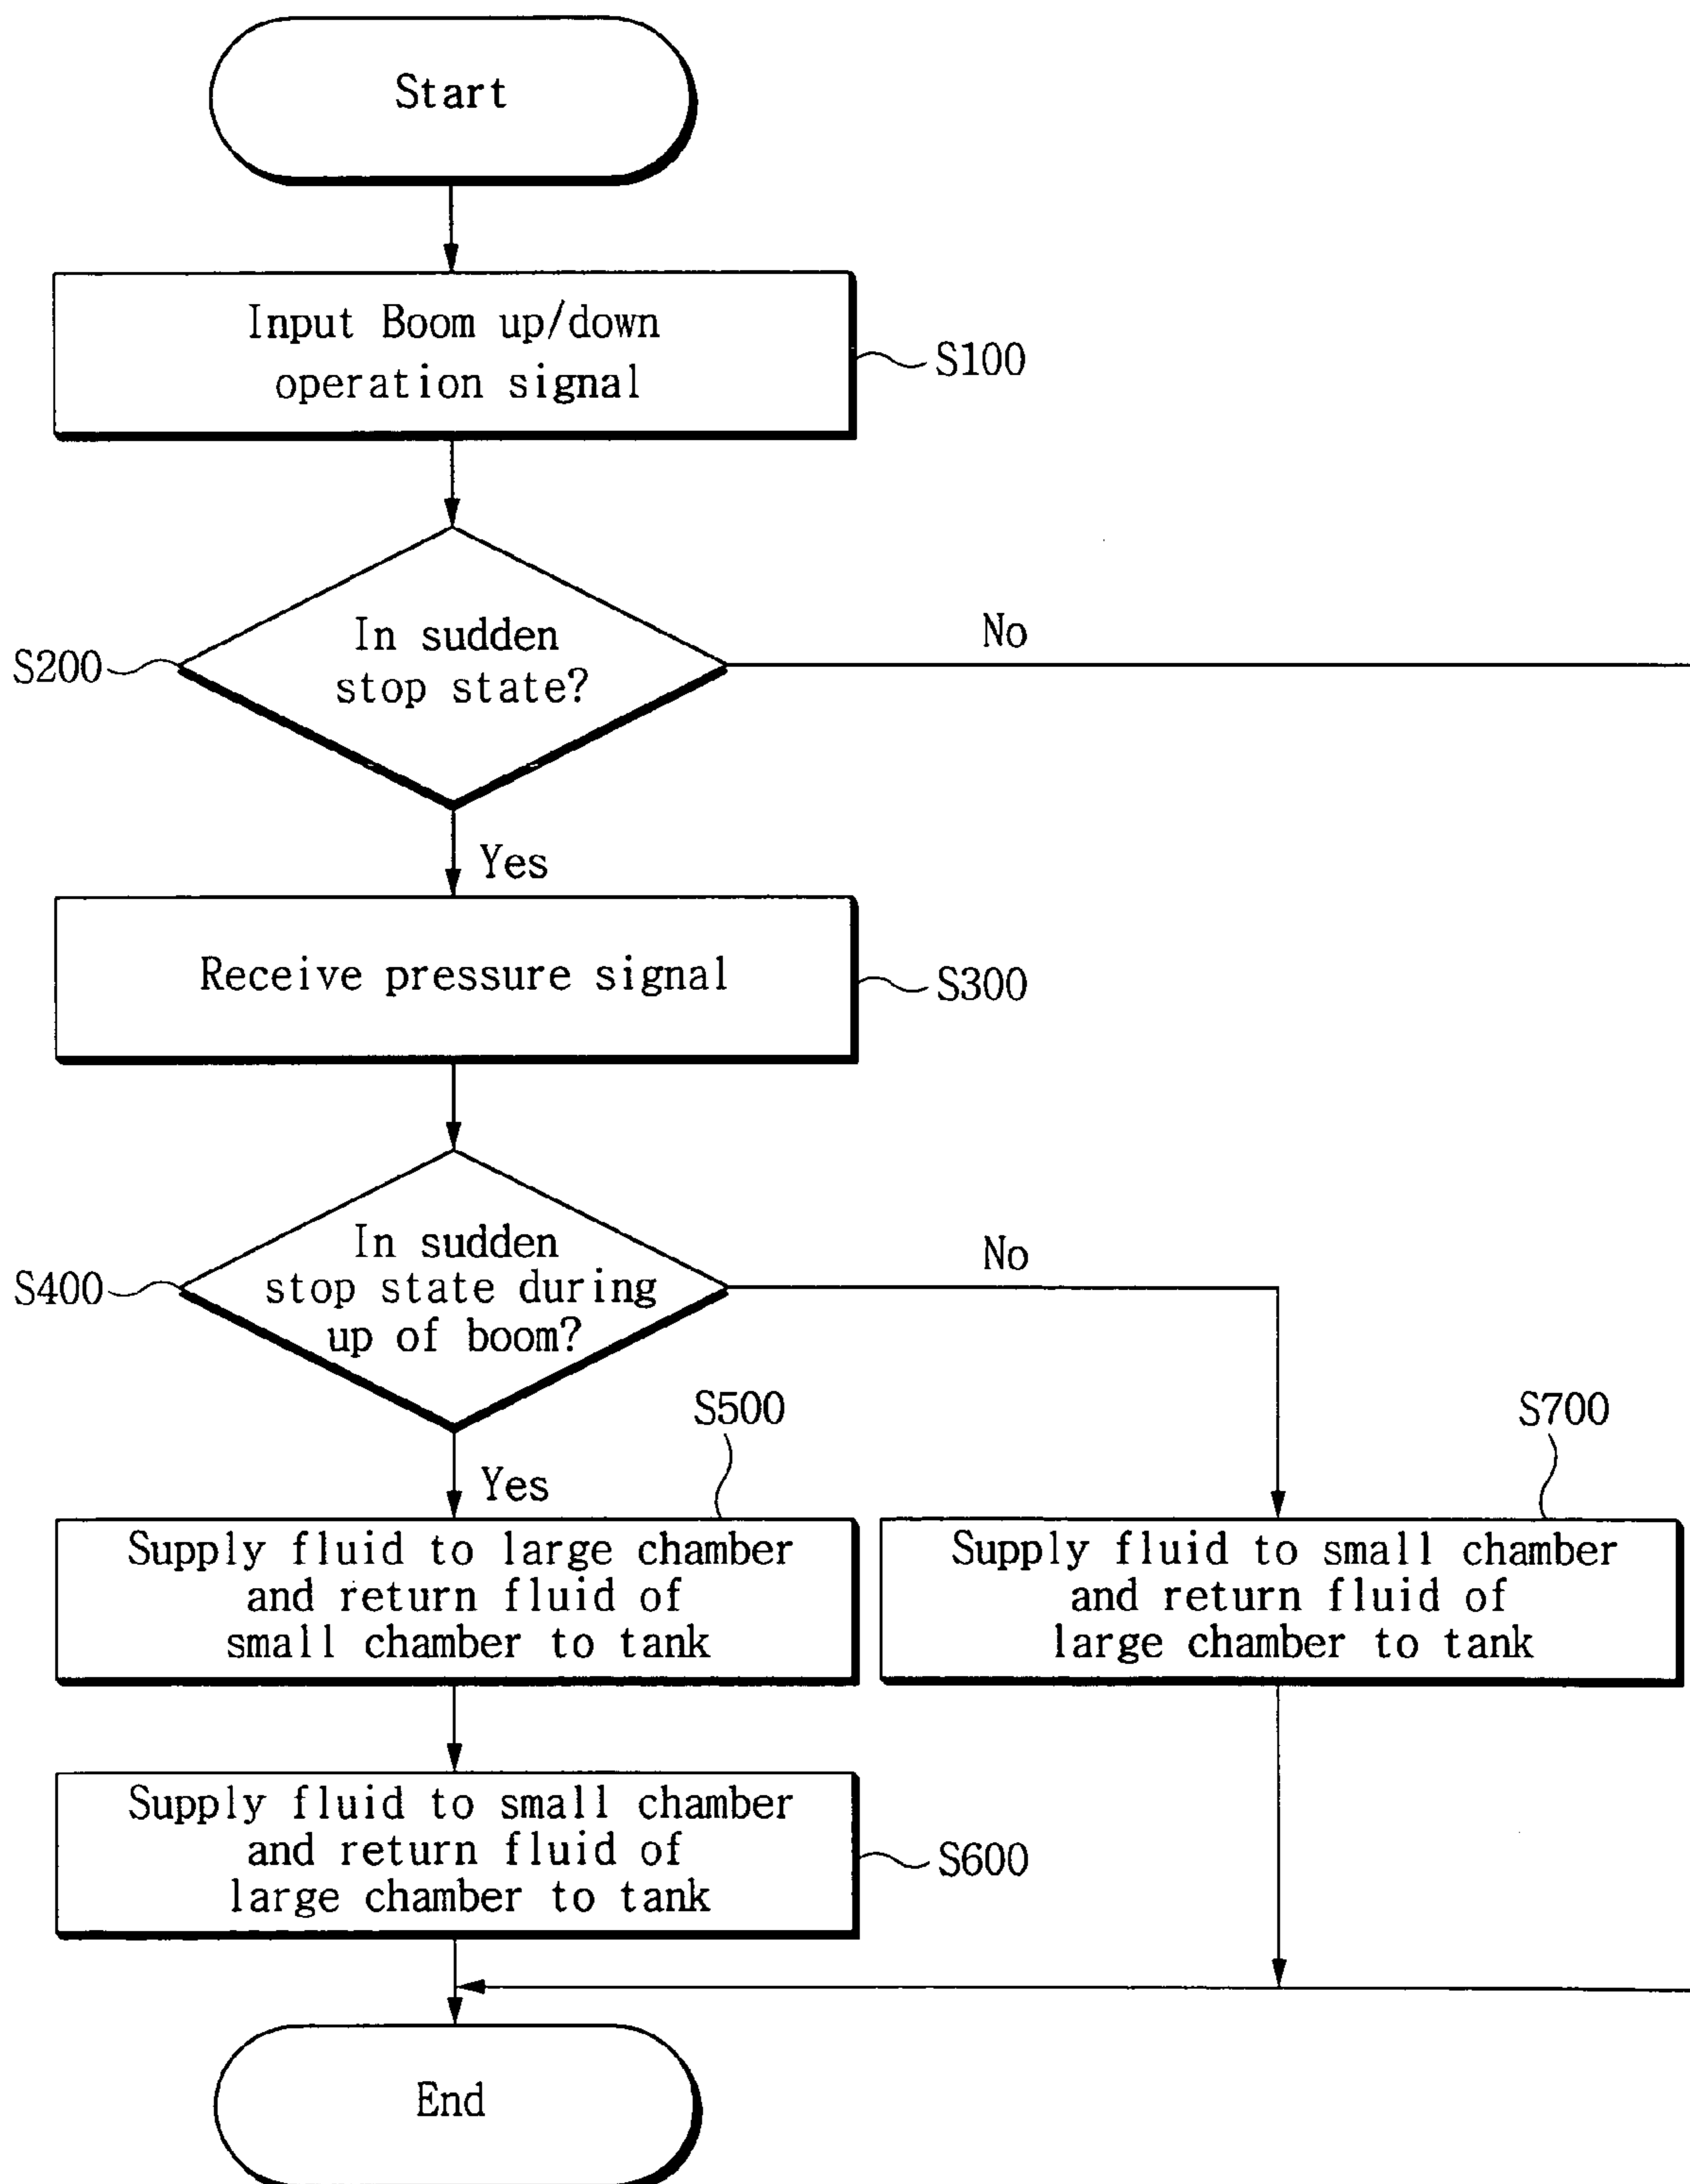 Start
Input Boom up/down
operation signal
S100
In sudden
stop state?
S200
No
Yes
Receive pressure signal
S300
In sudden
stop state during
up of boom?
S400
No
Yes
S500
Supply fluid to large chamber
and return fluid of
small chamber to tank
S700
Supply fluid to small chamber
and return fluid of
large chamber to tank
Supply fluid to small chamber
and return fluid of
large chamber to tank
S600
End